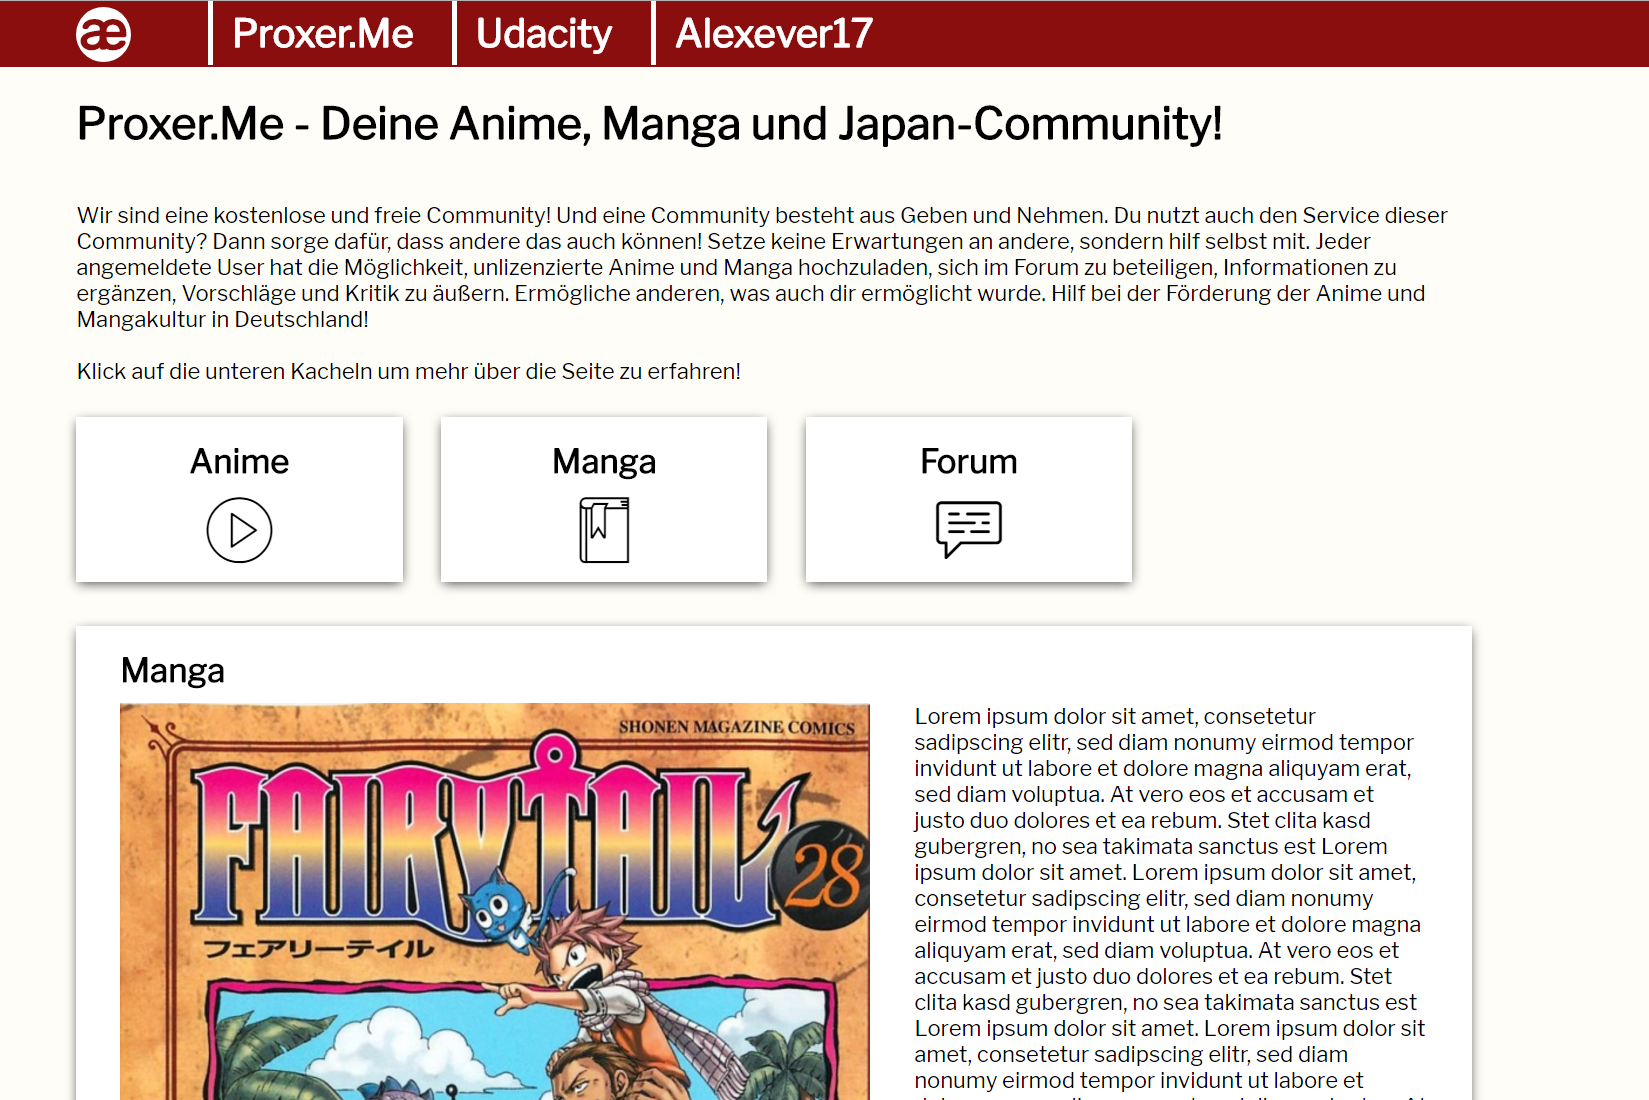 æ
Proxer.Me
Udacity
Alexever17
Proxer.Me - Deine Anime, Manga und Japan-Community!
Wir sind eine kostenlose und freie Community! Und eine Community besteht aus Geben und Nehmen. Du nutzt auch den Service dieser
Community? Dann sorge dafür, dass andere das auch können! Setze keine Erwartungen an andere, sondern hilf selbst mit. Jeder
angemeldete User hat die Möglichkeit, unlizenzierte Anime und Manga hochzuladen, sich im Forum zu beteiligen, Informationen zu
ergänzen, Vorschläge und Kritik zu äußern. Ermögliche anderen, was auch dir ermöglicht wurde. Hilf bei der Förderung der Anime und
Mangakultur in Deutschland!
Klick auf die unteren Kacheln um mehr über die Seite zu erfahren!
Anime
Manga
Forum
Manga
SHONEN MAGAZINE COMICS
FAIRY TAIL
28
フェアリーテイル
Lorem ipsum dolor sit amet, consetetur
sadipscing elitr, sed diam nonumy eirmod tempor
invidunt ut labore et dolore magna aliquyam erat,
sed diam voluptua. At vero eos et accusam et
justo duo dolores et ea rebum. Stet clita kasd
gubergren, no sea takimata sanctus est Lorem
ipsum dolor sit amet. Lorem ipsum dolor sit amet,
consetetur sadipscing elitr, sed diam nonumy
eirmod tempor invidunt ut labore et dolore magna
aliquyam erat, sed diam voluptua. At vero eos et
accusam et justo duo dolores et ea rebum. Stet
clita kasd gubergren, no sea takimata sanctus est
Lorem ipsum dolor sit amet. Lorem ipsum dolor sit
amet, consetetur sadipscing elitr, sed diam
nonumy eirmod tempor invidunt ut labore et